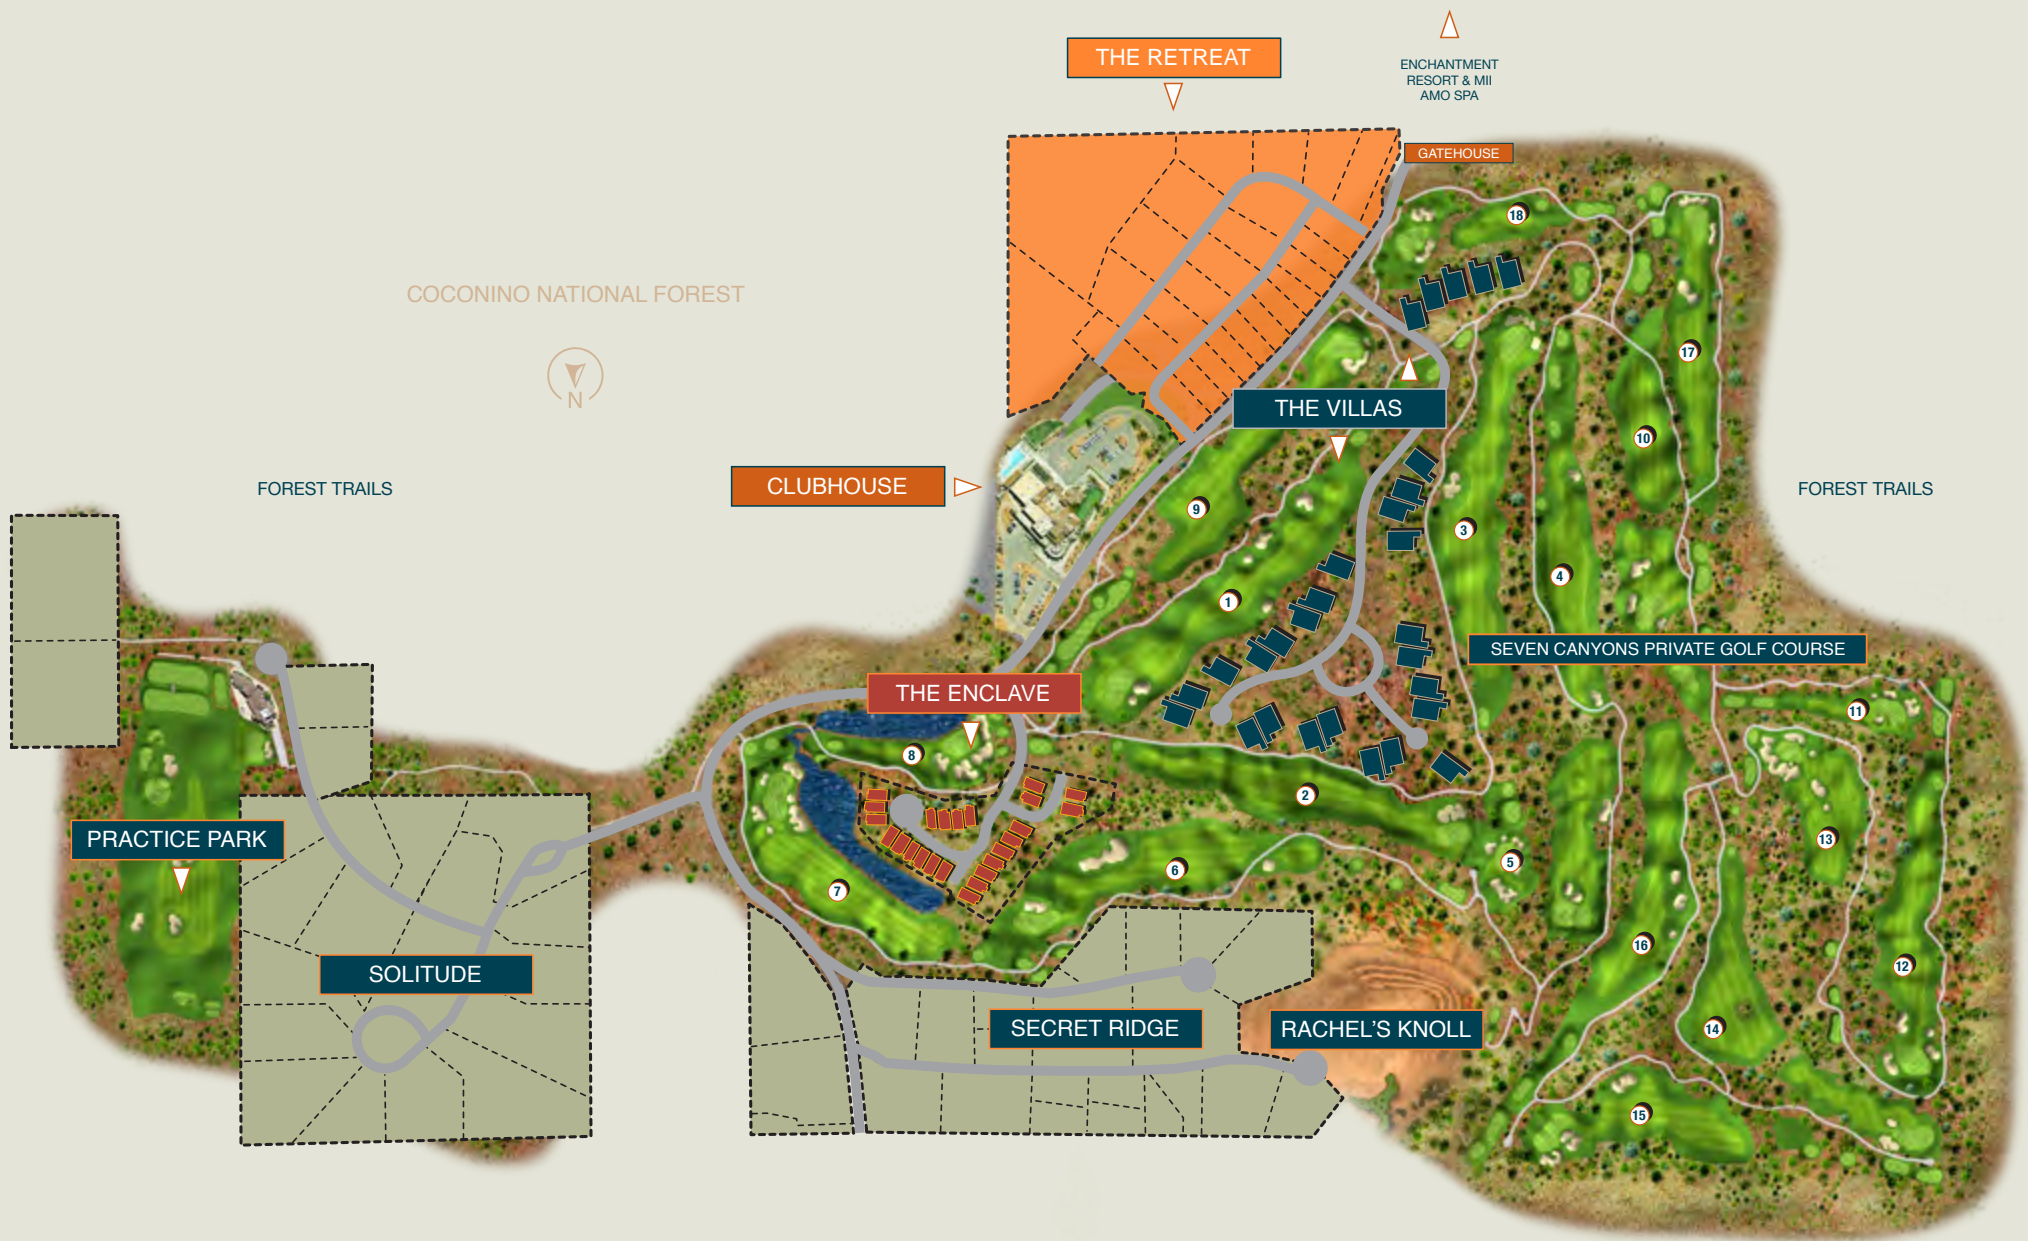 THE RETREAT
ENCHANTMENT
RESORT & MII
AMO SPA
GATEHOUSE
18
COCONINO NATIONAL FOREST
N
17
THE VILLAS
10
CLUBHOUSE
FOREST TRAILS
FOREST TRAILS
9
3
4
1
SEVEN CANYONS PRIVATE GOLF COURSE
THE ENCLAVE
11
8
2
PRACTICE PARK
13
5
6
7
16
12
SOLITUDE
SECRET RIDGE
RACHEL'S KNOLL
14
15